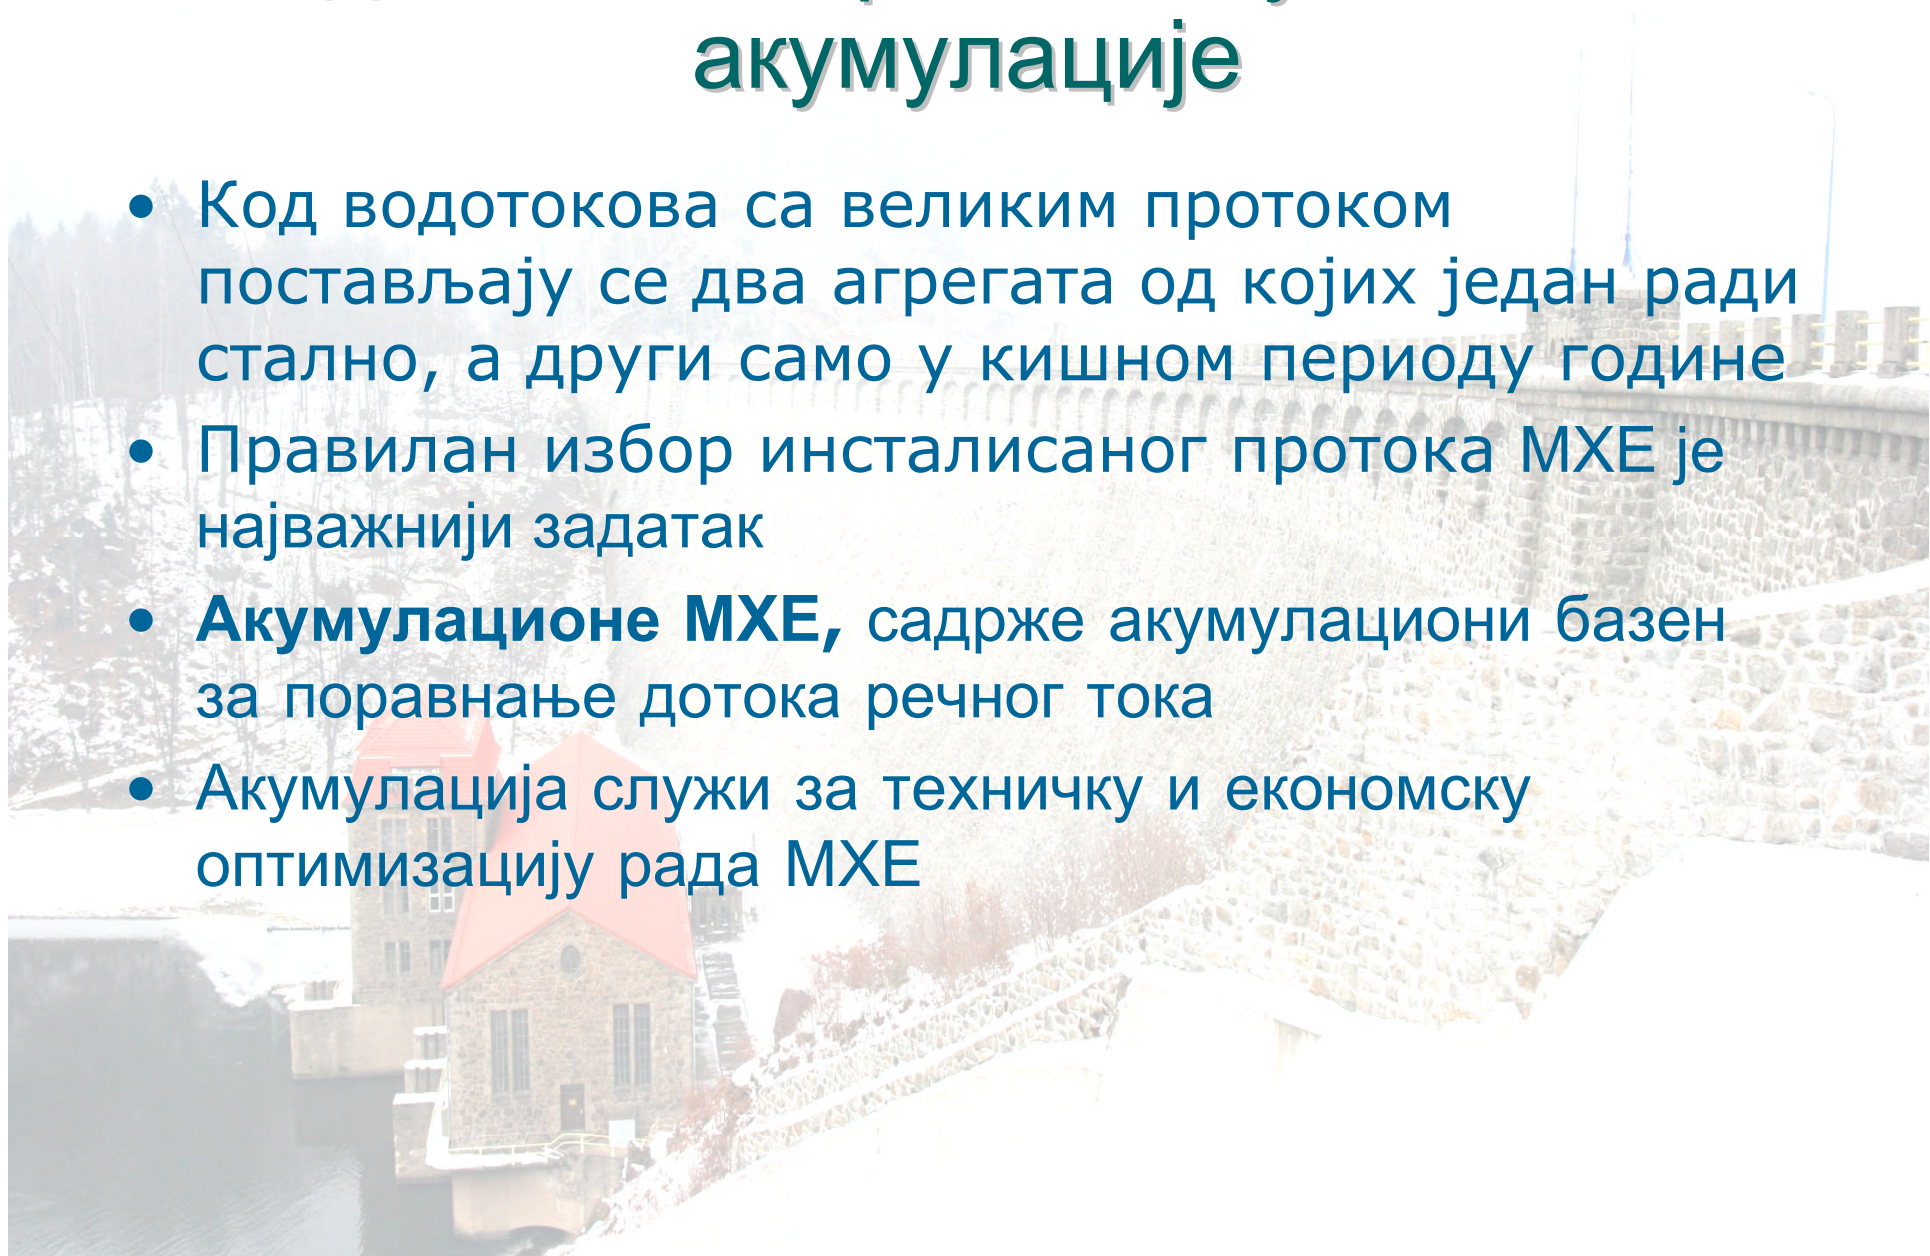 акумулације
• Код водотокова са великим протоком
постављају се два агрегата од којих један ради
стално, а други само у кишном периоду године
• Правилан избор инсталисаног протока МХЕ је
најважнији задатак
• Акумулационе МХЕ, садрже акумулациони базен
за поравнање дотока речног тока
• Акумулација служи за техничку и економску
оптимизацију рада МХЕ